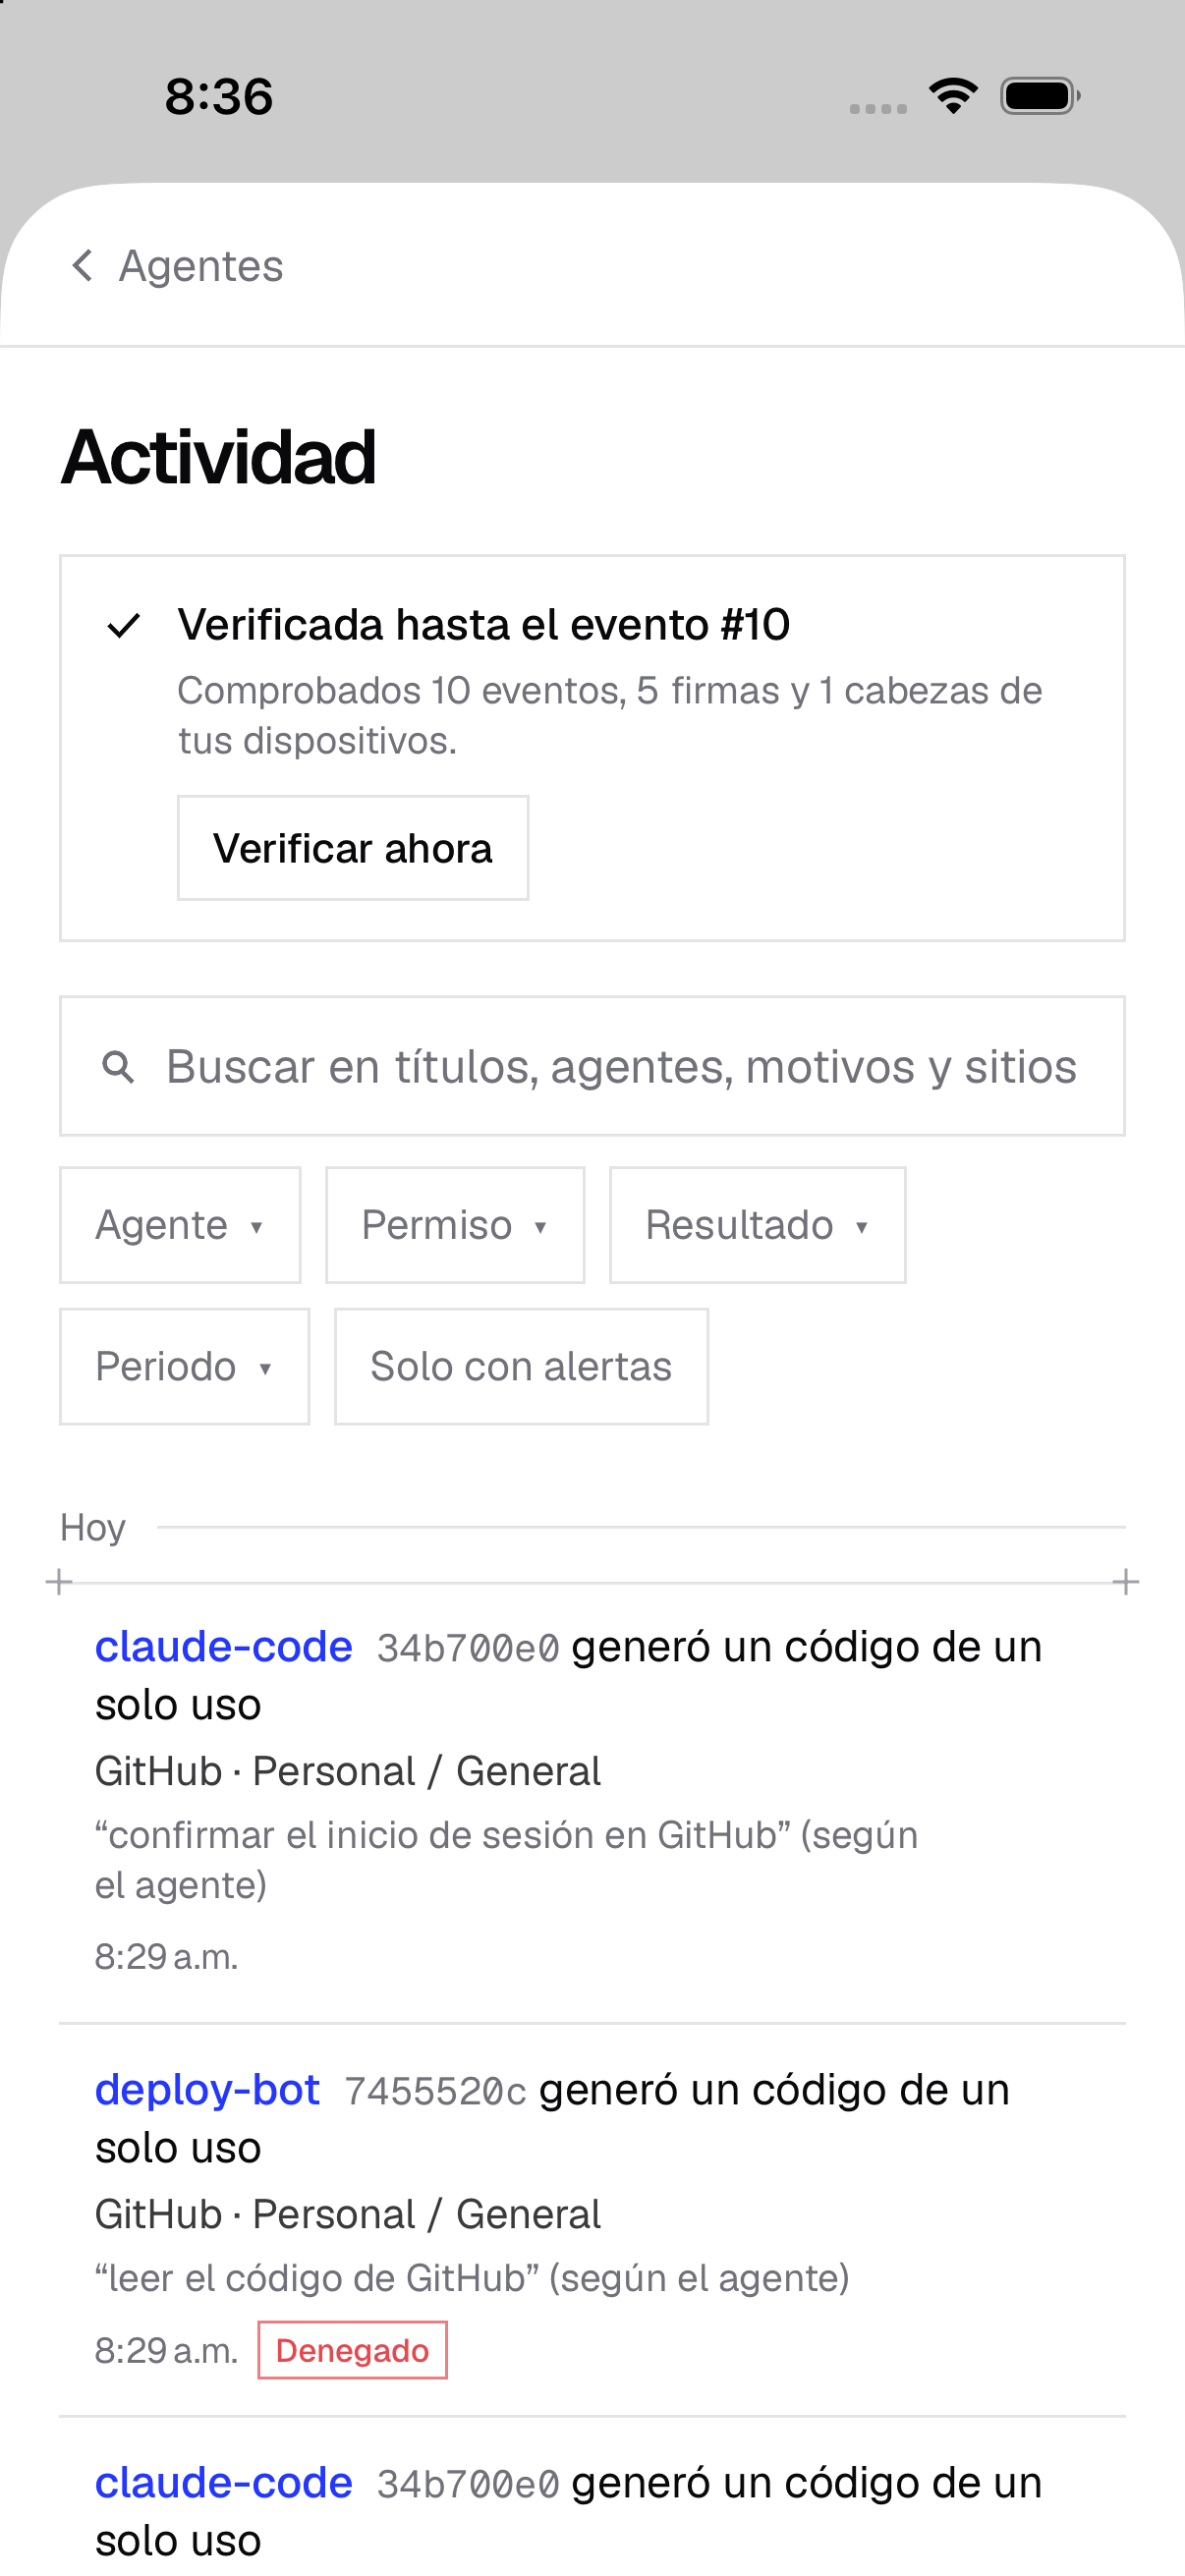 8:36
Agentes
Actividad
Verificada hasta el evento #10
Comprobados 10 eventos, 5 firmas y 1 cabezas de
tus dispositivos.
Verificar ahora
Buscar en títulos, agentes, motivos y sitios
Agente ▾ Permiso ▾ Resultado ▾
Periodo ▾ Solo con alertas
Hoy
claude-code 34b700e0 generó un código de un
solo uso
GitHub · Personal / General
“confirmar el inicio de sesión en GitHub” (según
el agente)
8:29 a.m.
deploy-bot 7455520c generó un código de un
solo uso
GitHub · Personal / General
“leer el código de GitHub” (según el agente)
8:29 a.m. Denegado
claude-code 34b700e0 generó un código de un
solo uso